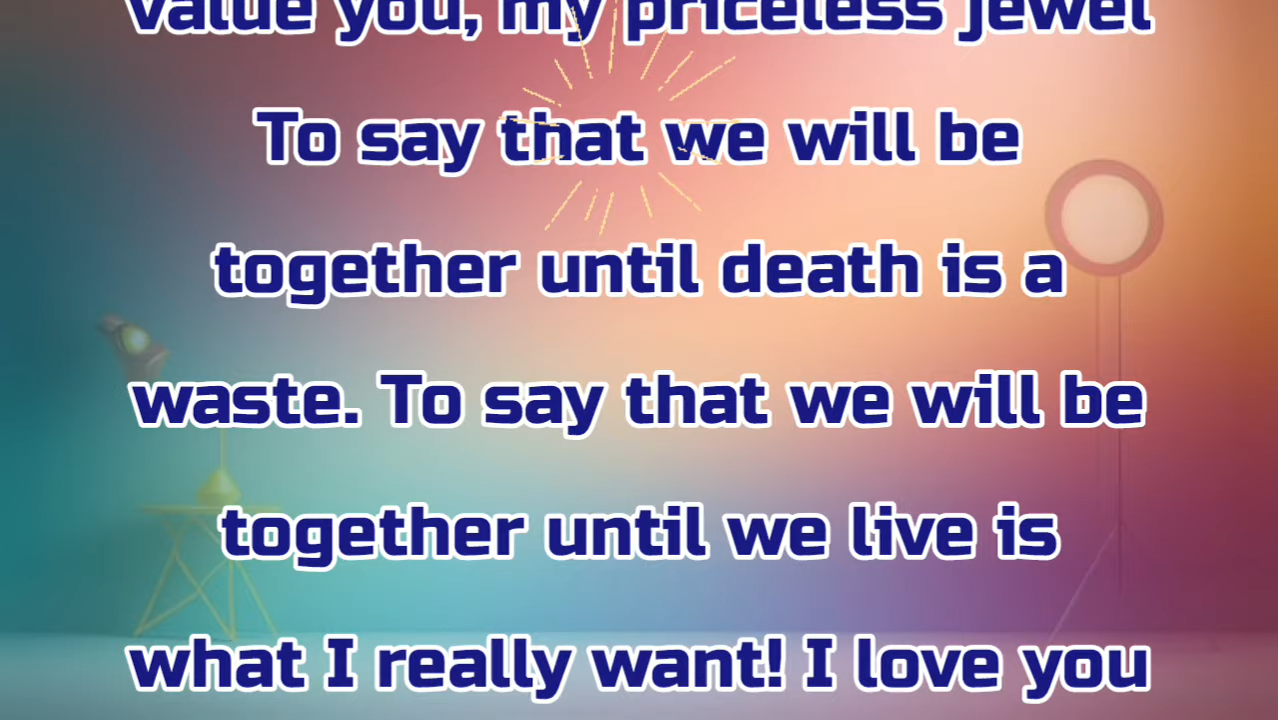 value you, my priceless jewel
To say that we will be
together until death is a
waste. To say that we will be
together until we live is
what I really want! I love you